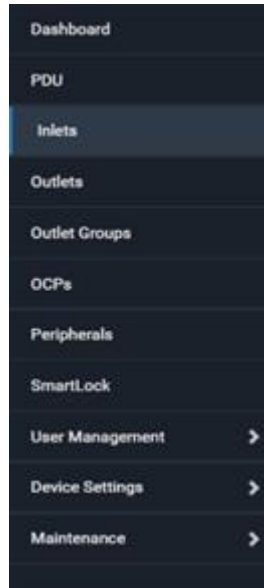 Dashboard
PDU
Inlets
Outlets
Outlet Groups
OCPs
Peripherals
SmartLock
User Management
Device Settings
Maintenance